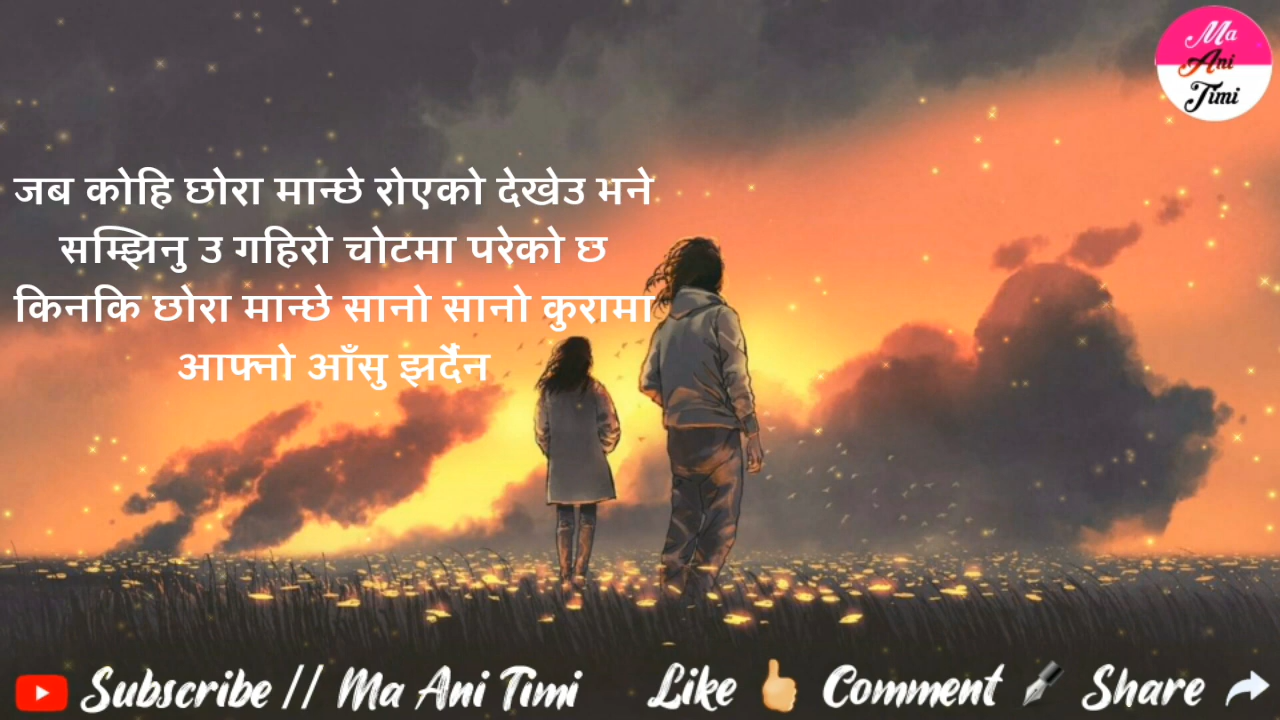 Ma
Ani
Timi
जब कोहि छोरा मान्छे रोएको देखेउ भने
सम्झिनु उ गहिरो चोटमा परेको छ
किनकि छोरा मान्छे सानो सानो कुरामा
आफ्नो आँसु झर्दैन
Subscribe // Ma Ani Timi Like Comment Share